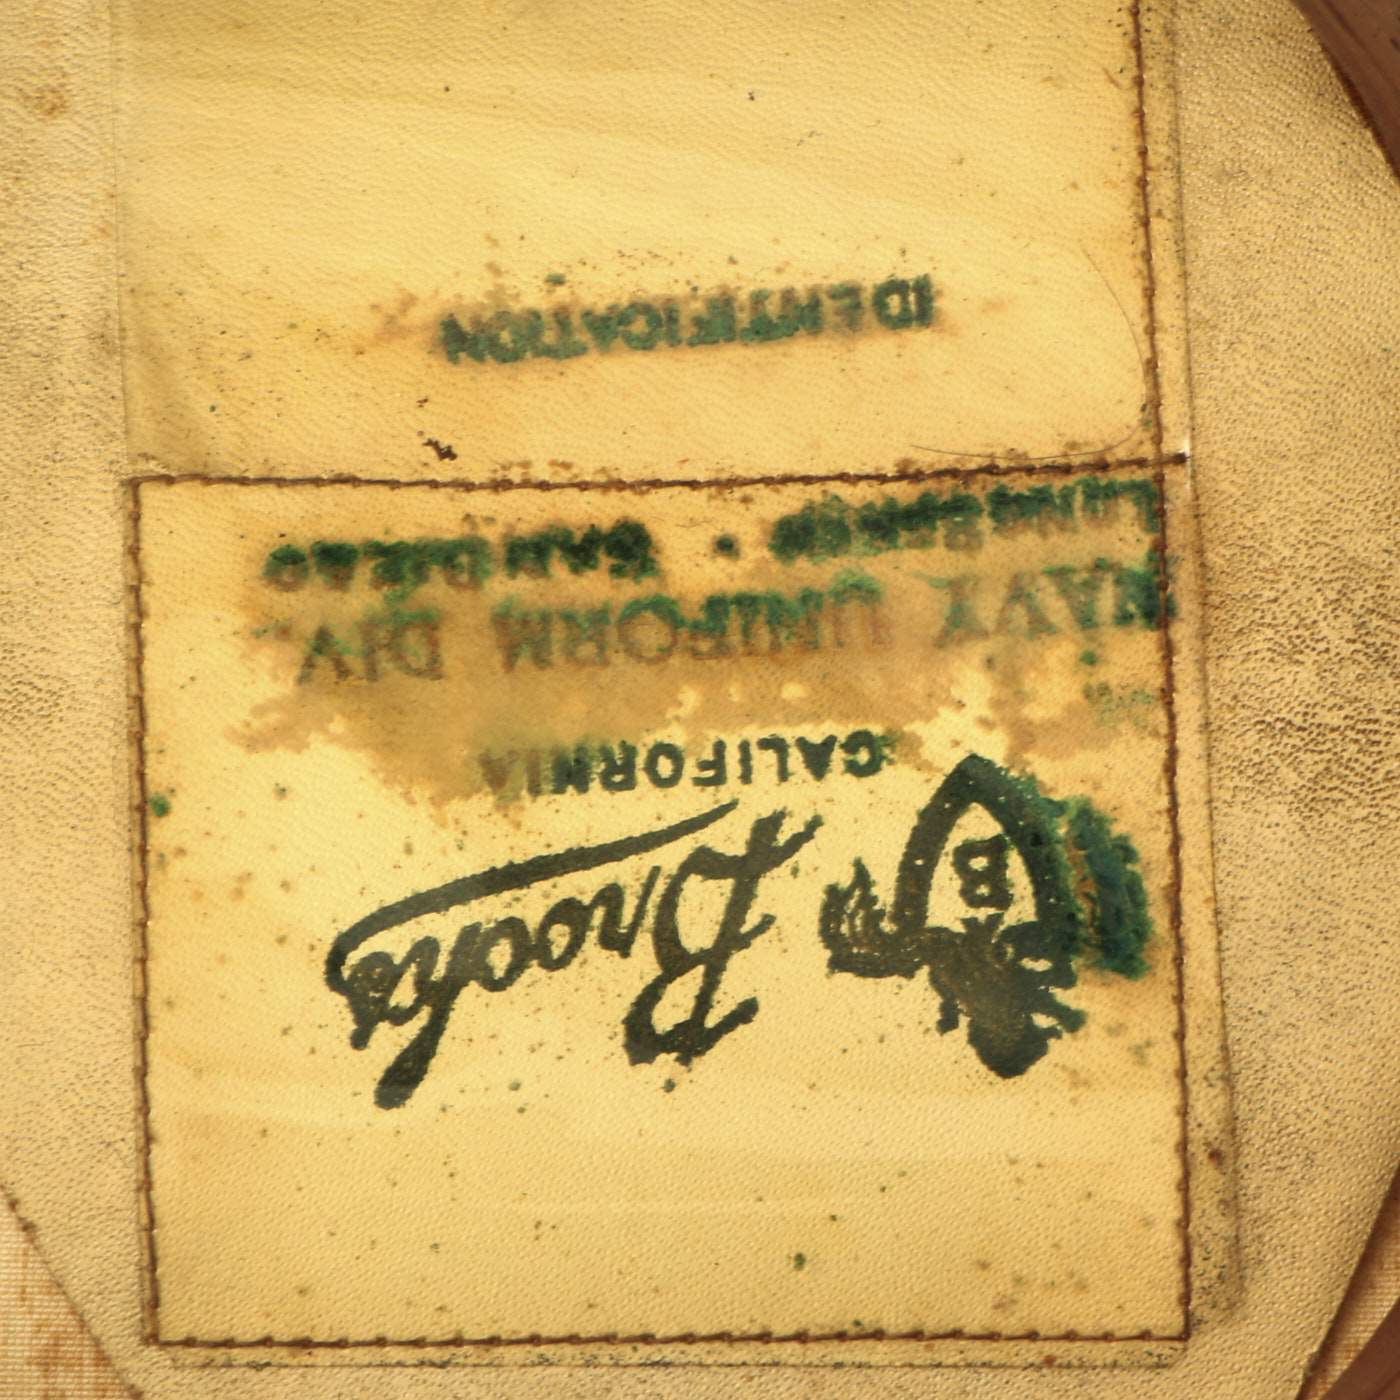 B
Brooks
CALIFORNIA
NAVY UNIFORM DIV.
LONG BEACH • SAN DIEGO
IDENTIFICATION